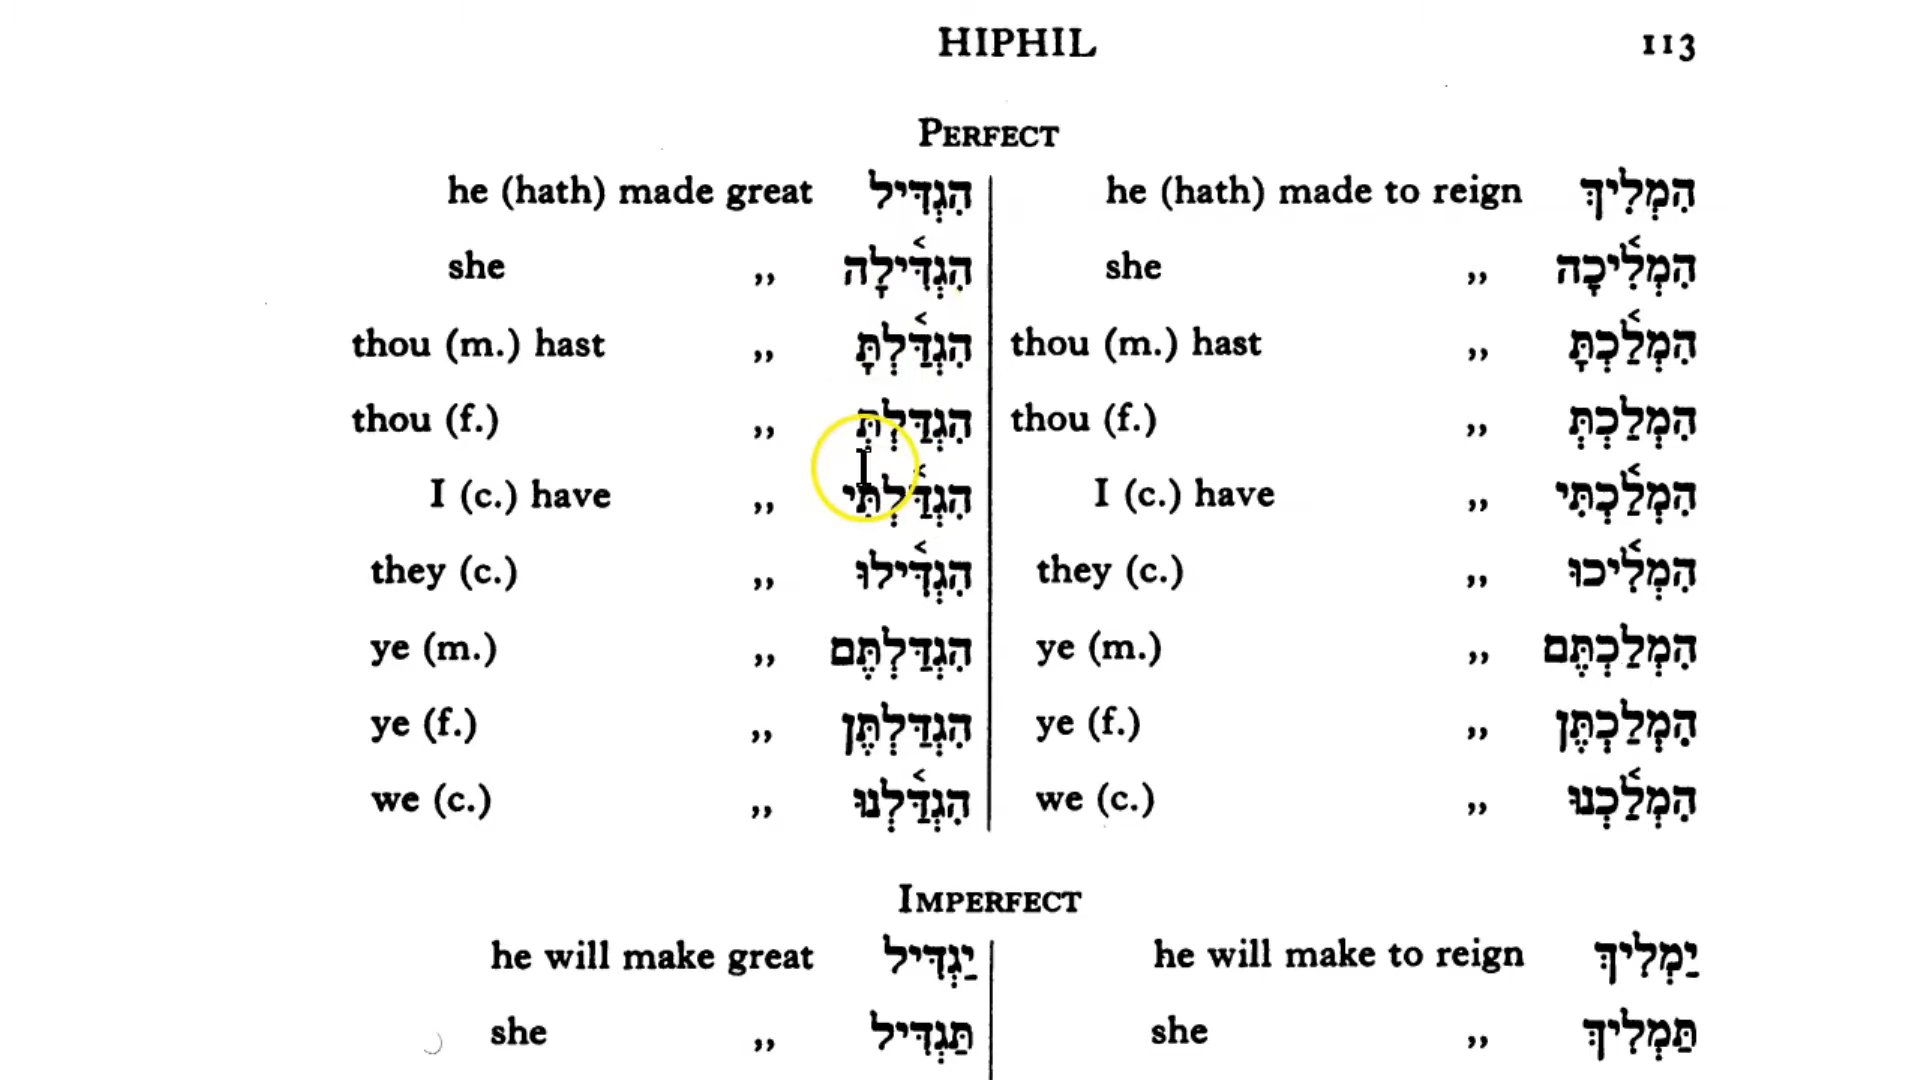 HIPHIL 113
PERFECT
he (hath) made great הִגְדִּיל he (hath) made to reign הִמְלִיךְ
she ,, הִגְדִּ֫ילָה she ,, הִמְלִ֫יכָה
thou (m.) hast ,, הִגְדַּ֫לְתָּ thou (m.) hast ,, הִמְלַ֫כְתָּ
thou (f.) ,, הִגְדַּלְתְּ thou (f.) ,, הִמְלַכְתְּ
I (c.) have ,, הִגְדַּ֫לְתִּי I (c.) have ,, הִמְלַ֫כְתִּי
they (c.) ,, הִגְדִּ֫ילוּ they (c.) ,, הִמְלִ֫יכוּ
ye (m.) ,, הִגְדַּלְתֶּם ye (m.) ,, הִמְלַכְתֶּם
ye (f.) ,, הִגְדַּלְתֶּן ye (f.) ,, הִמְלַכְתֶּן
we (c.) ,, הִגְדַּ֫לְנוּ we (c.) ,, הִמְלַ֫כְנוּ
IMPERFECT
he will make great יַגְדִּיל he will make to reign יַמְלִיךְ
she ,, תַּגְדִּיל she ,, תַּמְלִיךְ